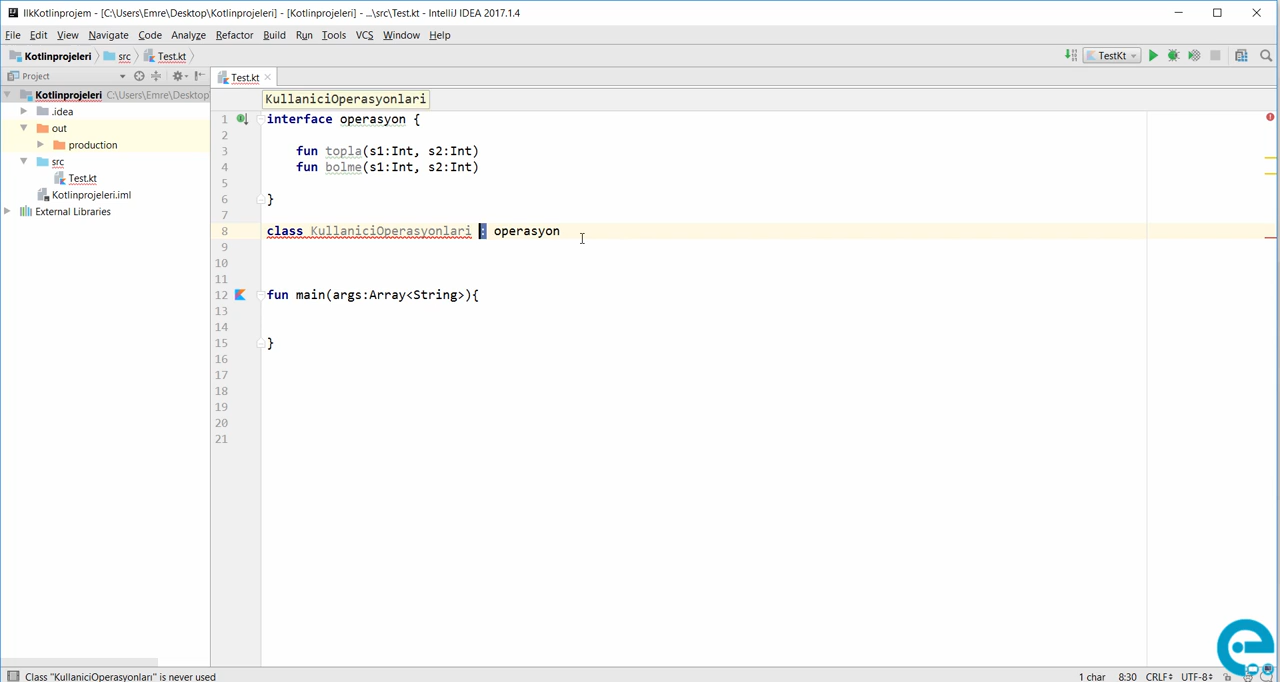 IlkKotlinprojem - [C:\Users\Emre\Desktop\Kotlinprojeleri] - [Kotlinprojeleri] - ...\src\Test.kt - IntelliJ IDEA 2017.1.4
File Edit View Navigate Code Analyze Refactor Build Run Tools VCS Window Help
Kotlinprojeleri src Test.kt TestKt
Project Test.kt
Kotlinprojeleri C:\Users\Emre\Desktop
.idea
out
production
src
Test.kt
Kotlinprojeleri.iml
External Libraries
KullaniciOperasyonlari
1 interface operasyon {
2
3 fun topla(s1:Int, s2:Int)
4 fun bolme(s1:Int, s2:Int)
5
6 }
7
8 class KullaniciOperasyonlari : operasyon
9
10
11
12 fun main(args:Array<String>){
13
14
15 }
16
17
18
19
20
21
Class "KullaniciOperasyonlari" is never used 1 char 8:30 CRLF UTF-8